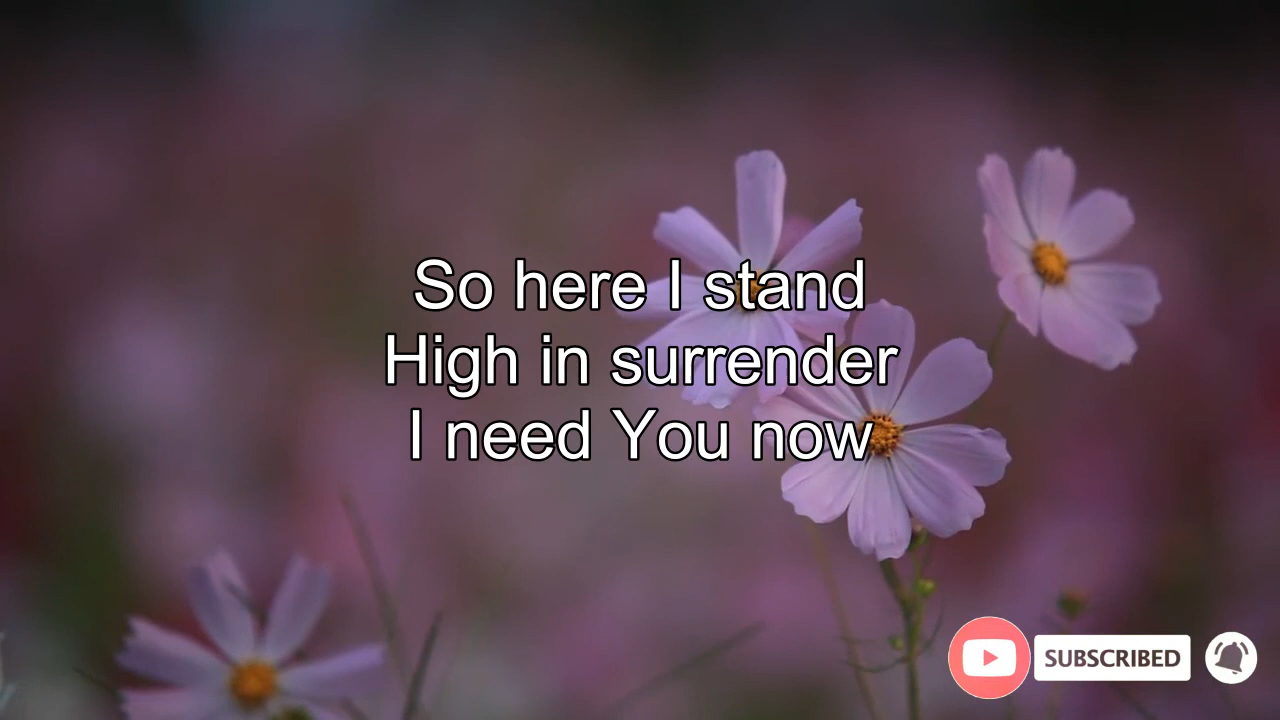 So here I stand
High in surrender
I need You now
SUBSCRIBED